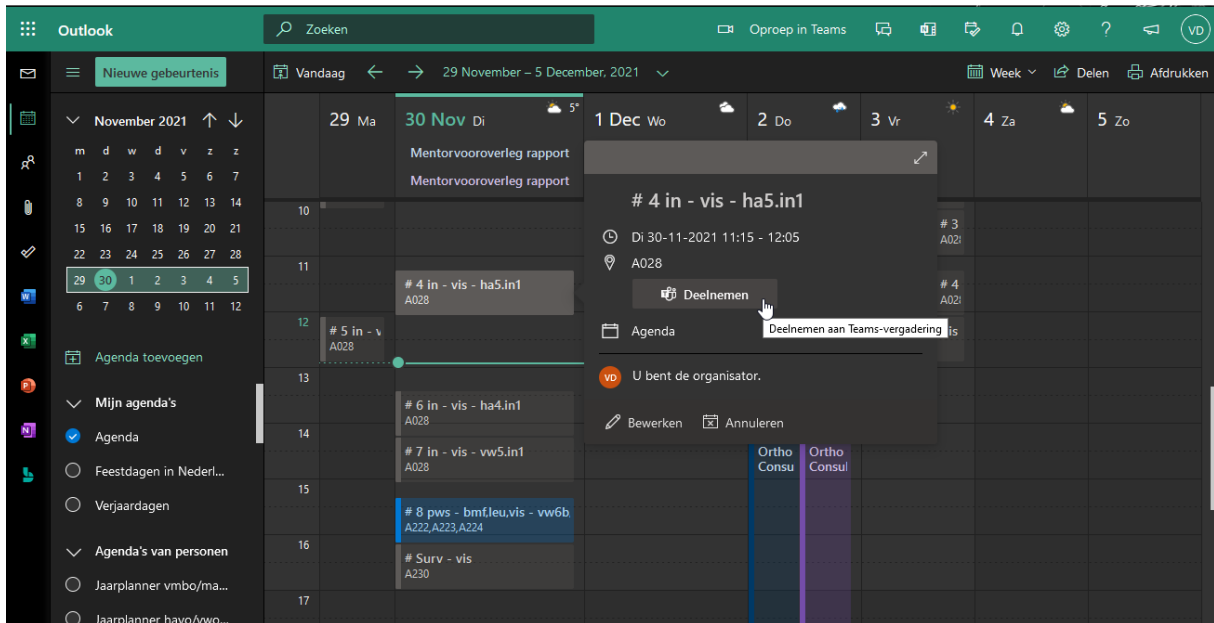 Outlook
Zoeken
Oproep in Teams
VD
Nieuwe gebeurtenis
Vandaag
29 November – 5 December, 2021
Week
Delen
Afdrukken
November 2021
m d w d v z z
1 2 3 4 5 6 7
8 9 10 11 12 13 14
15 16 17 18 19 20 21
22 23 24 25 26 27 28
29 30 1 2 3 4 5
6 7 8 9 10 11 12
Agenda toevoegen
Mijn agenda's
Agenda
Feestdagen in Nederl...
Verjaardagen
Agenda's van personen
Jaarplanner vmbo/ma...
Jaarplanner havo/vwo...
29 Ma
30 Nov Di
5°
1 Dec Wo
2 Do
3 Vr
4 Za
5 Zo
Mentorvooroverleg rapport
Mentorvooroverleg rapport
10
11
12
13
14
15
16
17
# 5 in - v
A028
# 4 in - vis - ha5.in1
A028
# 6 in - vis - ha4.in1
A028
# 7 in - vis - vw5.in1
A028
# 8 pws - bmf,leu,vis - vw6b,
A222,A223,A224
# Surv - vis
A230
# 4 in - vis - ha5.in1
Di 30-11-2021 11:15 - 12:05
A028
Deelnemen
Deelnemen aan Teams-vergadering
Agenda
VD
U bent de organisator.
Bewerken
Annuleren
Ortho
Consu
Ortho
Consul
# 3
A028
# 4
A028
is